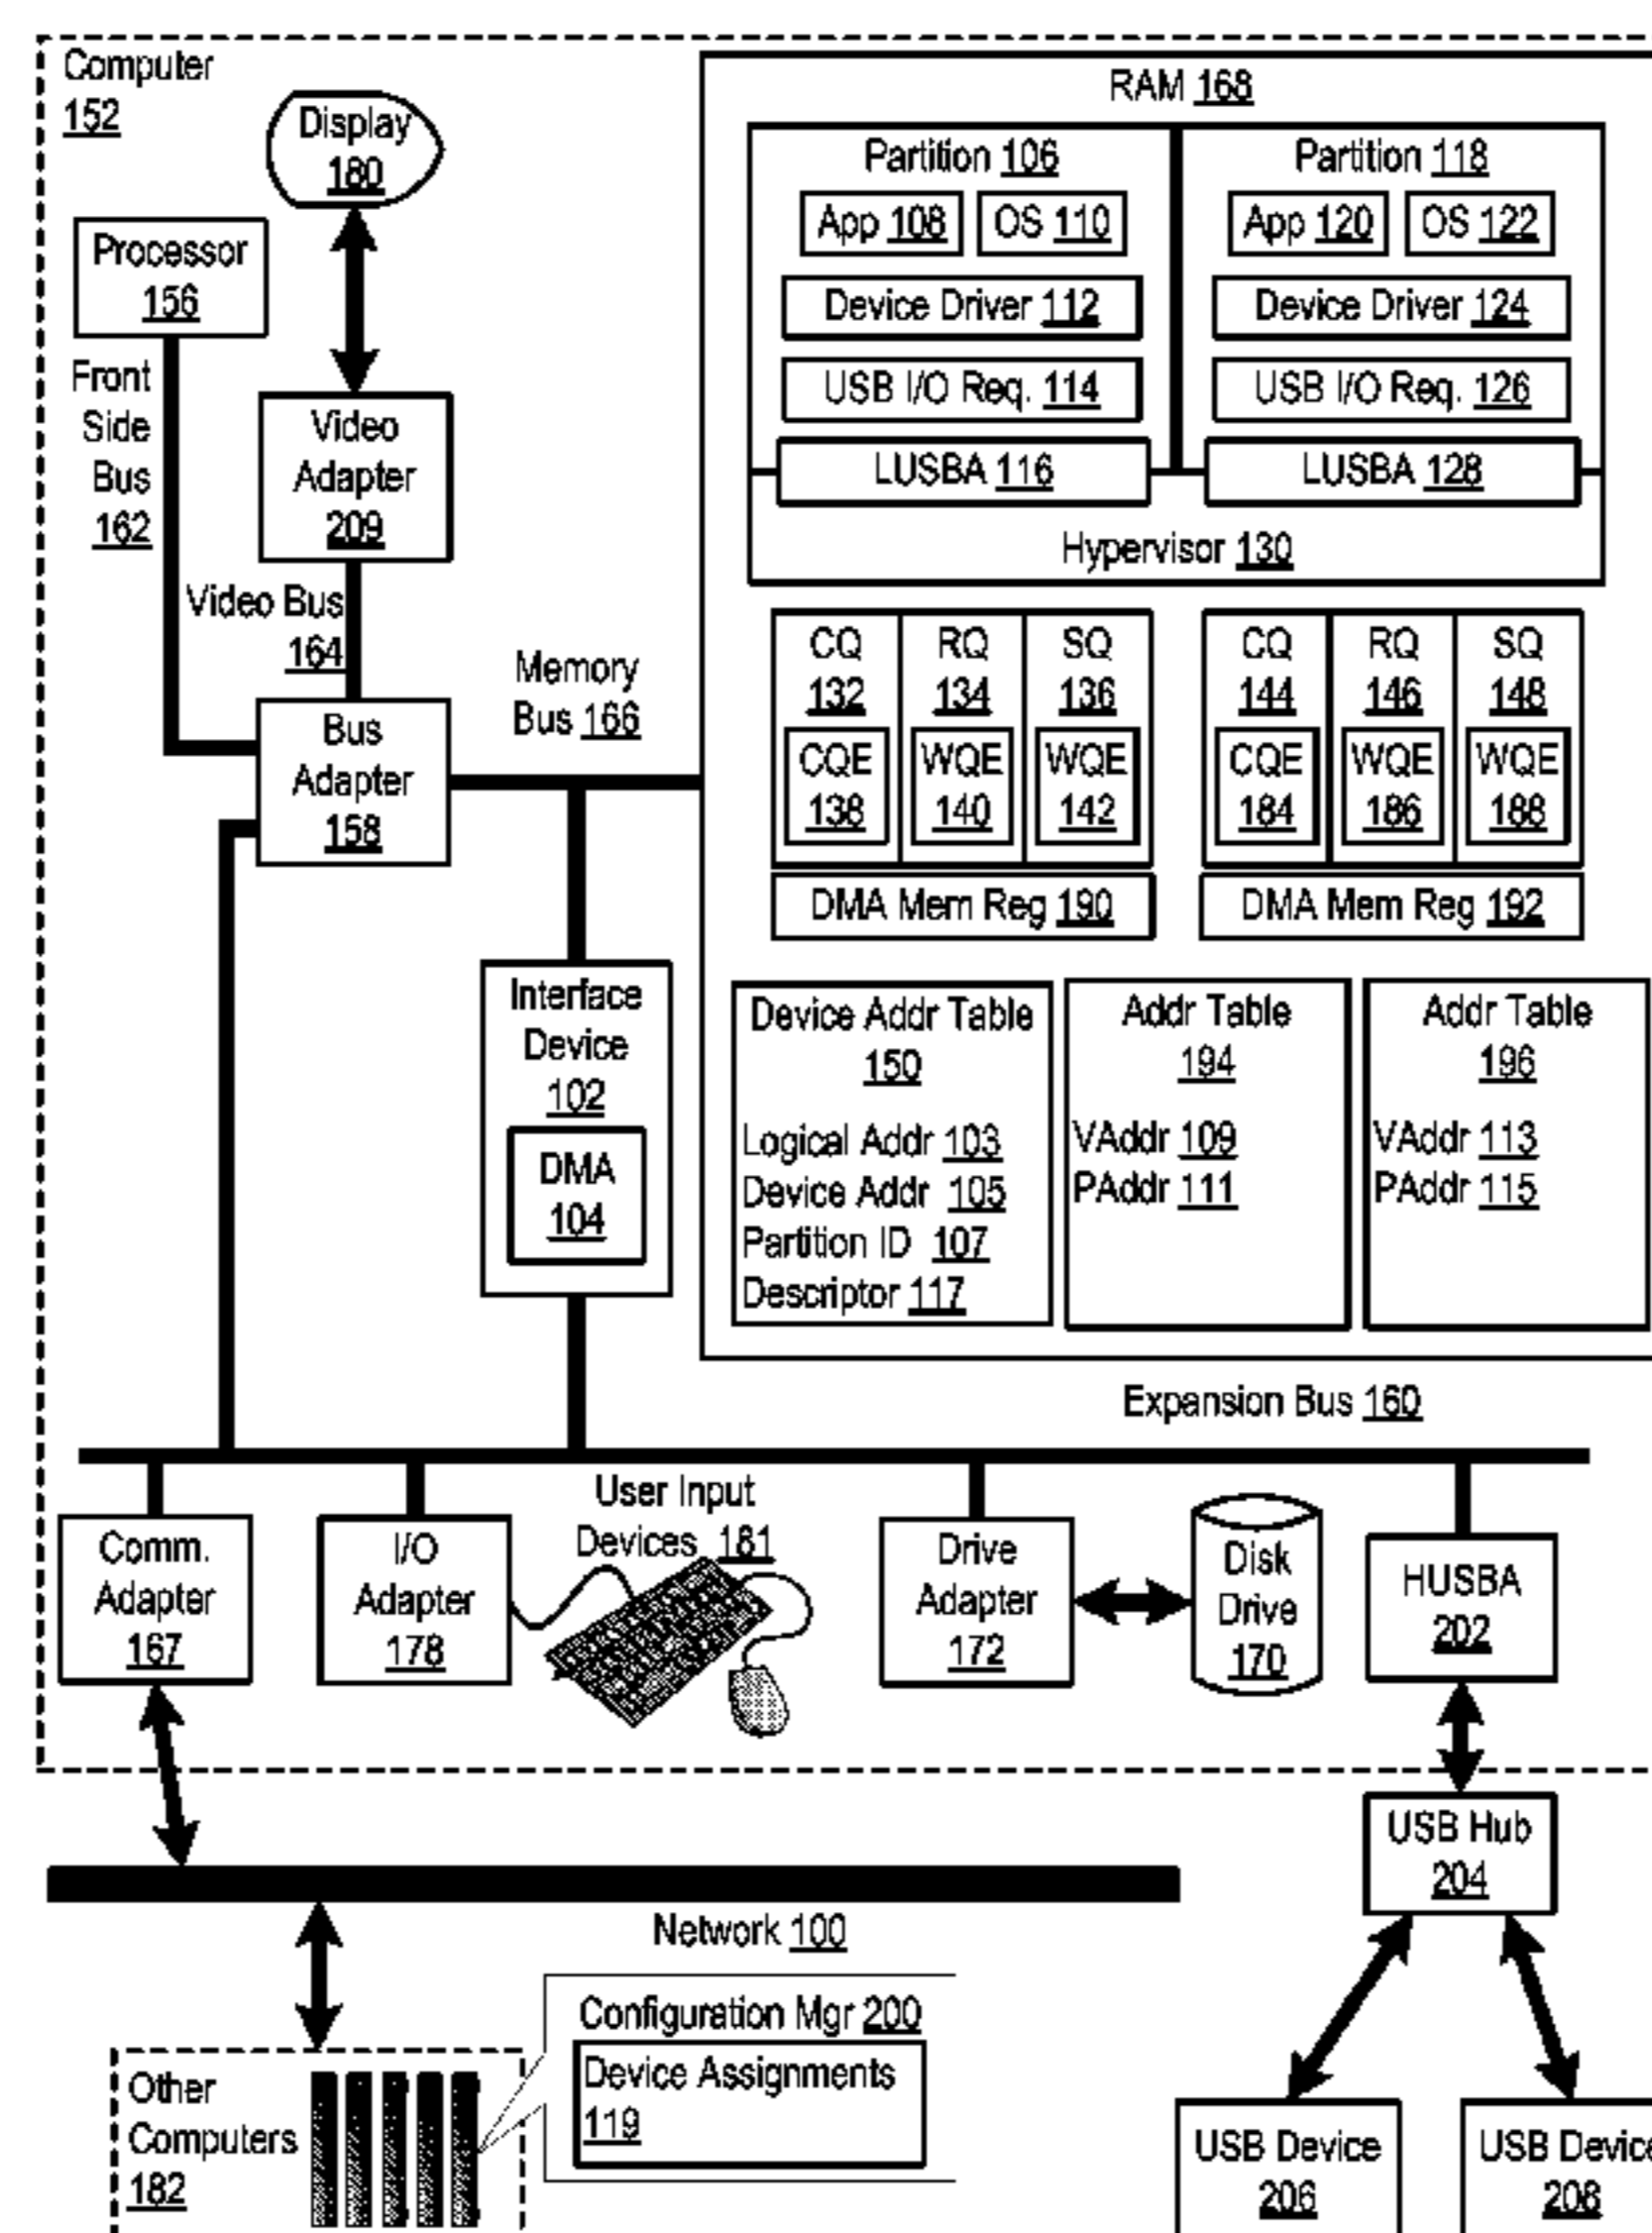 Computer
152
Display
180
Processor
156
Front
Side
Bus
162
Video
Adapter
209
Video Bus
164
Bus
Adapter
158
Memory
Bus 166
Interface
Device
102
DMA
104
RAM 168
Partition 106
App 108
OS 110
Device Driver 112
USB I/O Req. 114
LUSBA 116
Partition 118
App 120
OS 122
Device Driver 124
USB I/O Req. 126
LUSBA 128
Hypervisor 130
CQ
132
CQE
138
RQ
134
WQE
140
SQ
136
WQE
142
DMA Mem Reg 190
CQ
144
CQE
184
RQ
146
WQE
186
SQ
148
WQE
188
DMA Mem Reg 192
Device Addr Table
150
Logical Addr 103
Device Addr 105
Partition ID 107
Descriptor 117
Addr Table
194
VAddr 109
PAddr 111
Addr Table
196
VAddr 113
PAddr 115
Expansion Bus 160
Comm.
Adapter
167
I/O
Adapter
178
User Input
Devices 181
Drive
Adapter
172
Disk
Drive
170
HUSBA
202
USB Hub
204
Network 100
Configuration Mgr 200
Device Assignments
119
Other
Computers
182
USB Device
206
USB Device
208